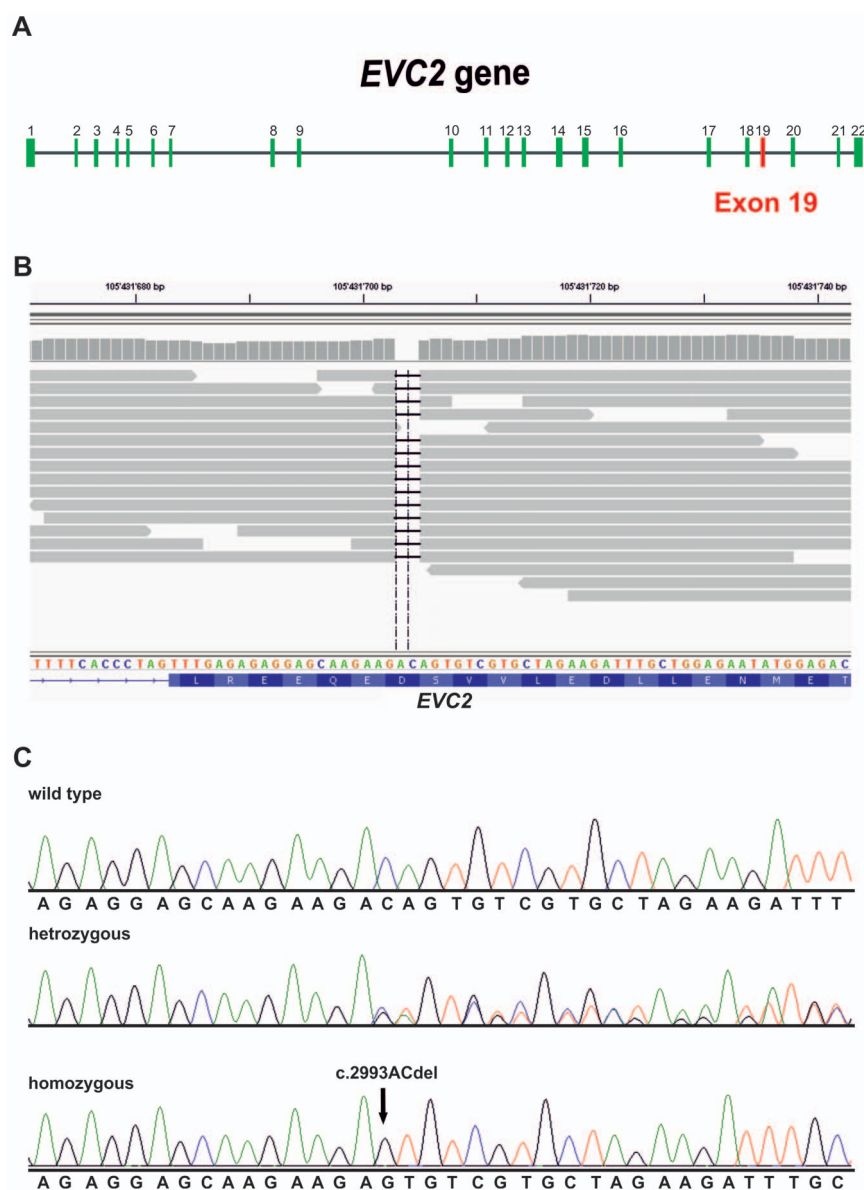 A
EVC2 gene
1 2 3 4 5 6 7 8 9 10 11 12 13 14 15 16 17 18 19 20 21 22
Exon 19
B
105'431'680 bp 105'431'700 bp 105'431'720 bp 105'431'740 bp
TTTTCACCCTAGTTTGAGAGAGGAGCAAGAAGACAGTGTCGTGCTAGAAGATTTGCTGGAGAATATGGAGAC
L R E E Q E D S V V L E D L L E N M E T
EVC2
C
wild type
A G A G G A G C A A G A A G A C A G T G T C G T G C T A G A A G A T T T
hetrozygous
c.2993ACdel
homozygous
A G A G G A G C A A G A A G A G T G T C G T G C T A G A A G A T T T G C